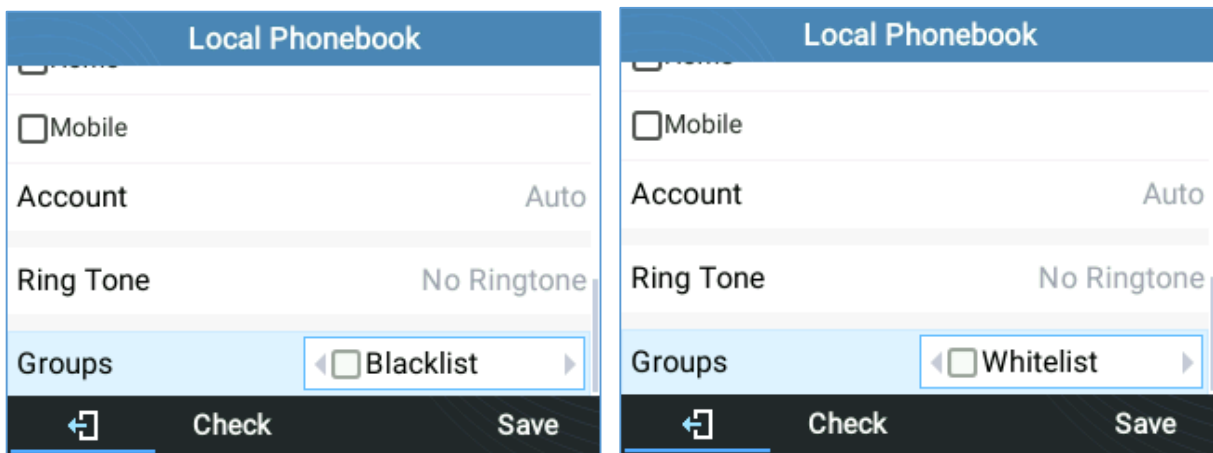 Local Phonebook
Mobile
Account Auto
Ring Tone No Ringtone
Groups Blacklist
Check Save
Local Phonebook
Mobile
Account Auto
Ring Tone No Ringtone
Groups Whitelist
Check Save